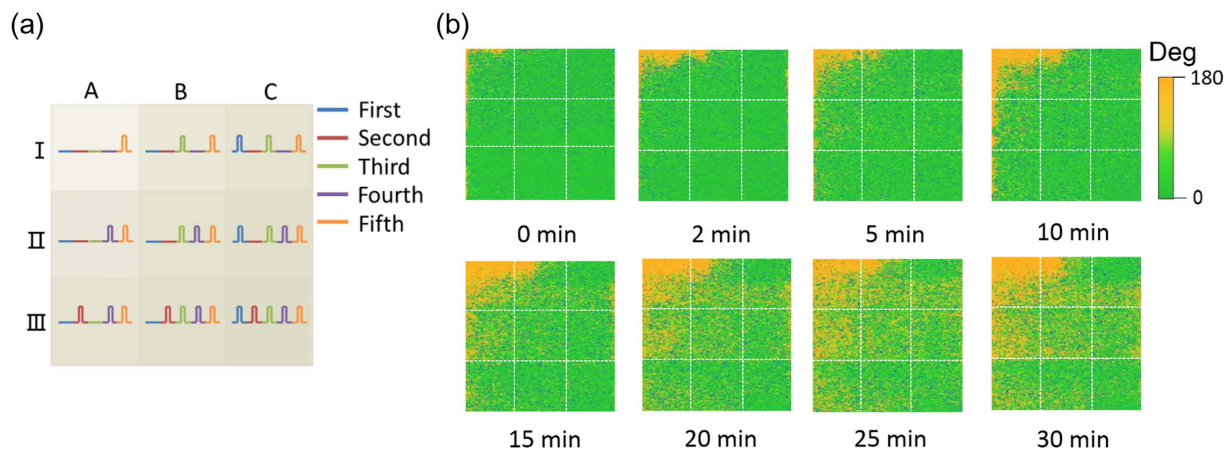 (a)
A B C
I
II
III
First
Second
Third
Fourth
Fifth
(b)
Deg
180
0
0 min 2 min 5 min 10 min
15 min 20 min 25 min 30 min